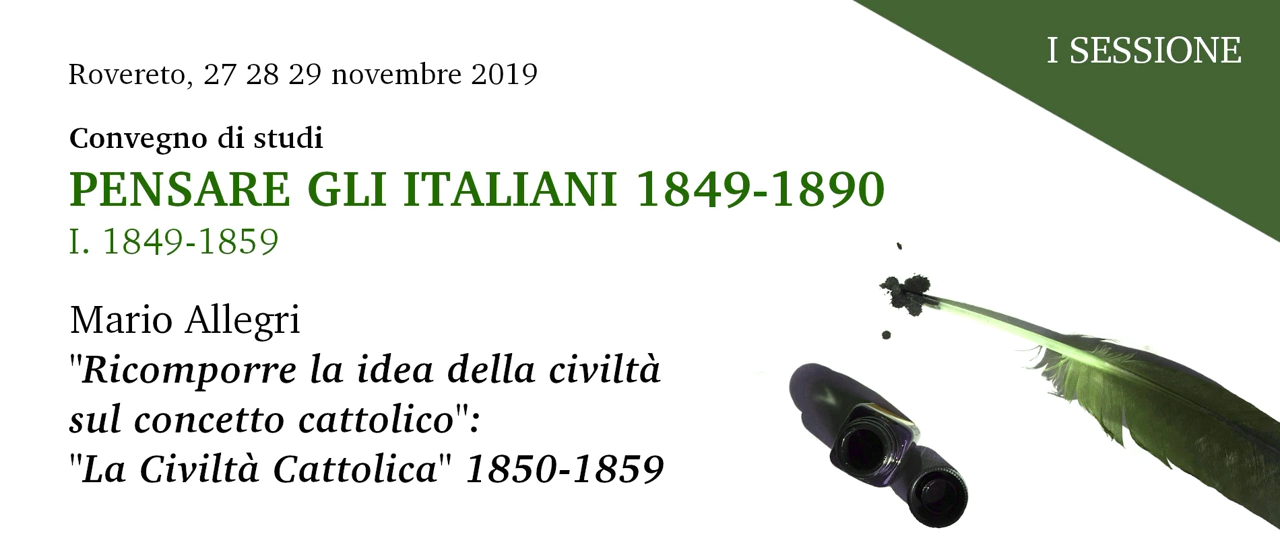 I SESSIONE
Rovereto, 27 28 29 novembre 2019
Convegno di studi
PENSARE GLI ITALIANI 1849-1890
I. 1849-1859
Mario Allegri
"Ricomporre la idea della civiltà
sul concetto cattolico":
"La Civiltà Cattolica" 1850-1859